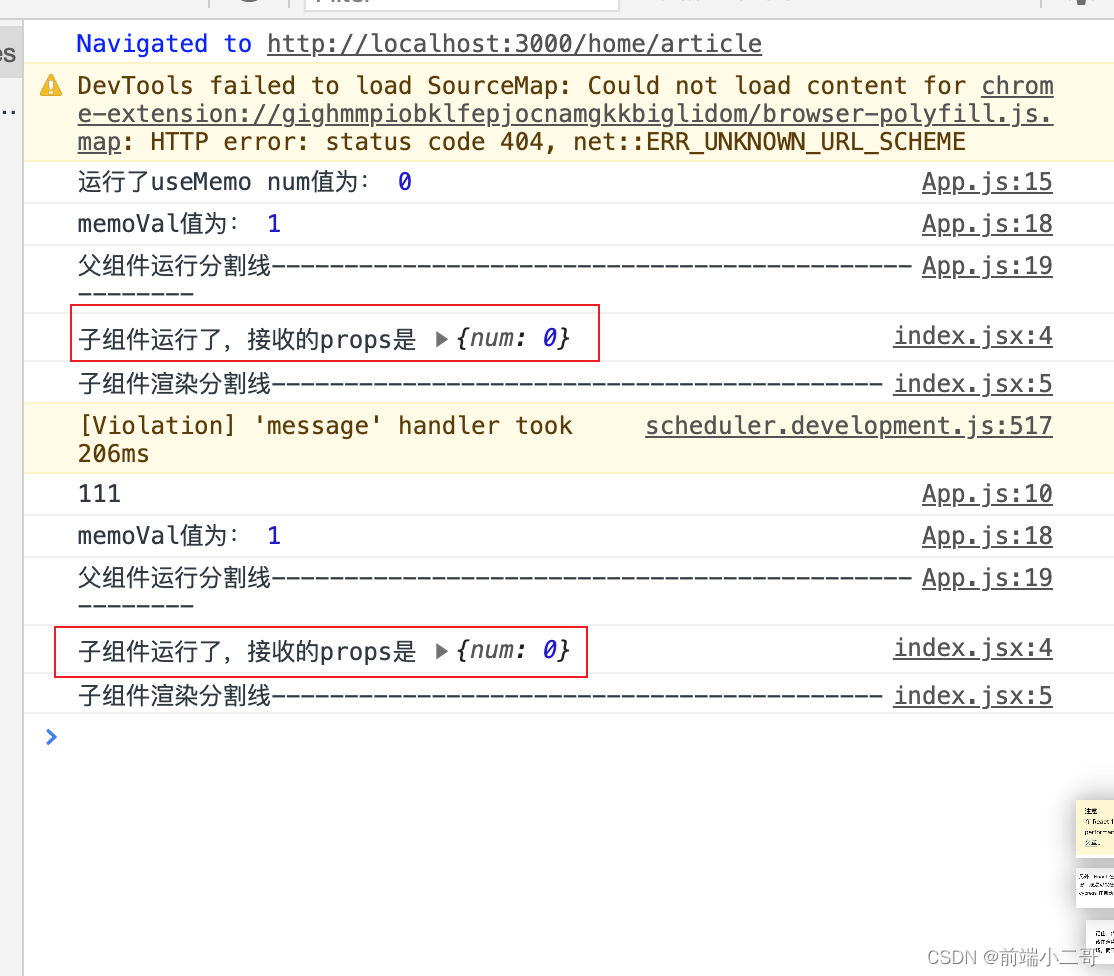 Navigated to http://localhost:3000/home/article
es
DevTools failed to load SourceMap: Could not load content for chrom
e-extension://gighmmpiobklfepjocnamgkkbiglidom/browser-polyfill.js.
map: HTTP error: status code 404, net::ERR_UNKNOWN_URL_SCHEME
运行了useMemo num值为： 0 App.js:15
memoVal值为： 1 App.js:18
父组件运行分割线---------------------------------------------- App.js:19
--------
子组件运行了，接收的props是 ▶{num: 0} index.jsx:4
子组件渲染分割线-------------------------------------------- index.jsx:5
[Violation] 'message' handler took scheduler.development.js:517
206ms
111 App.js:10
memoVal值为： 1 App.js:18
父组件运行分割线---------------------------------------------- App.js:19
--------
子组件运行了，接收的props是 ▶{num: 0} index.jsx:4
子组件渲染分割线-------------------------------------------- index.jsx:5
注意
在 React 1
performan
CSDN @前端小二哥